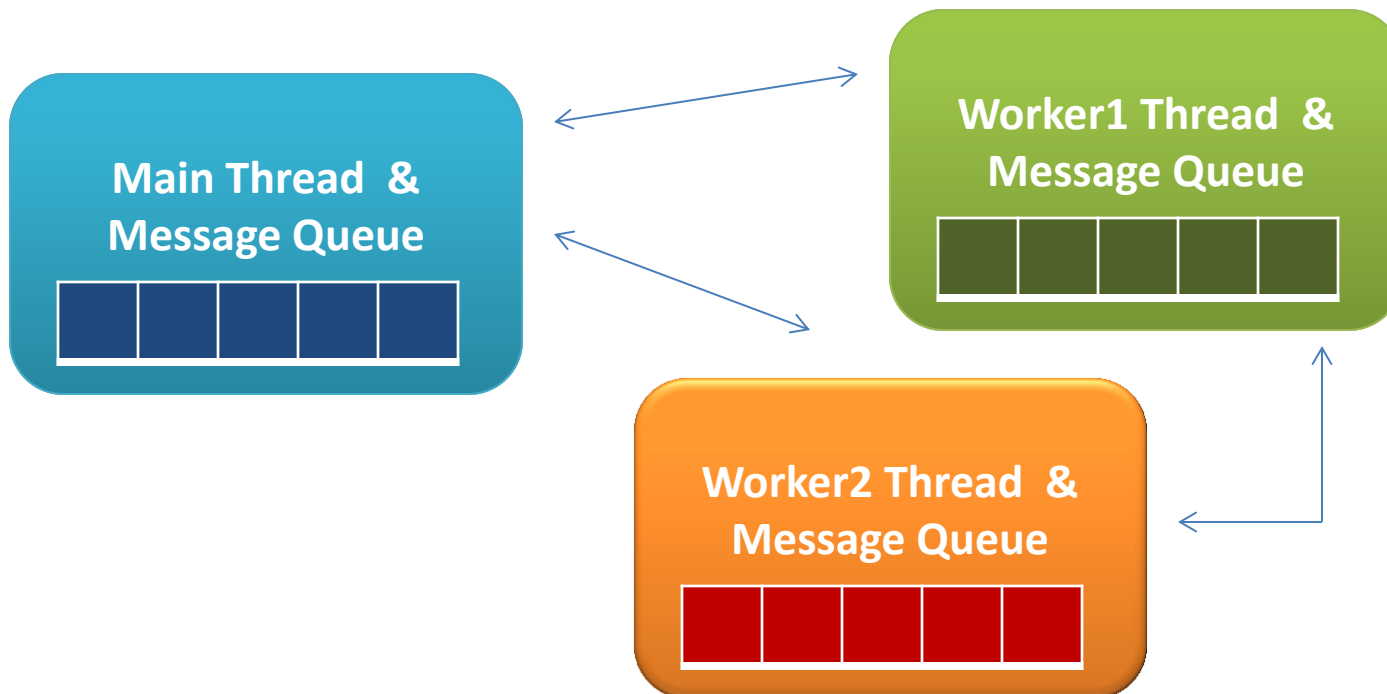 Main Thread  &
Message Queue
Worker1 Thread  &
Message Queue
Worker2 Thread  &
Message Queue